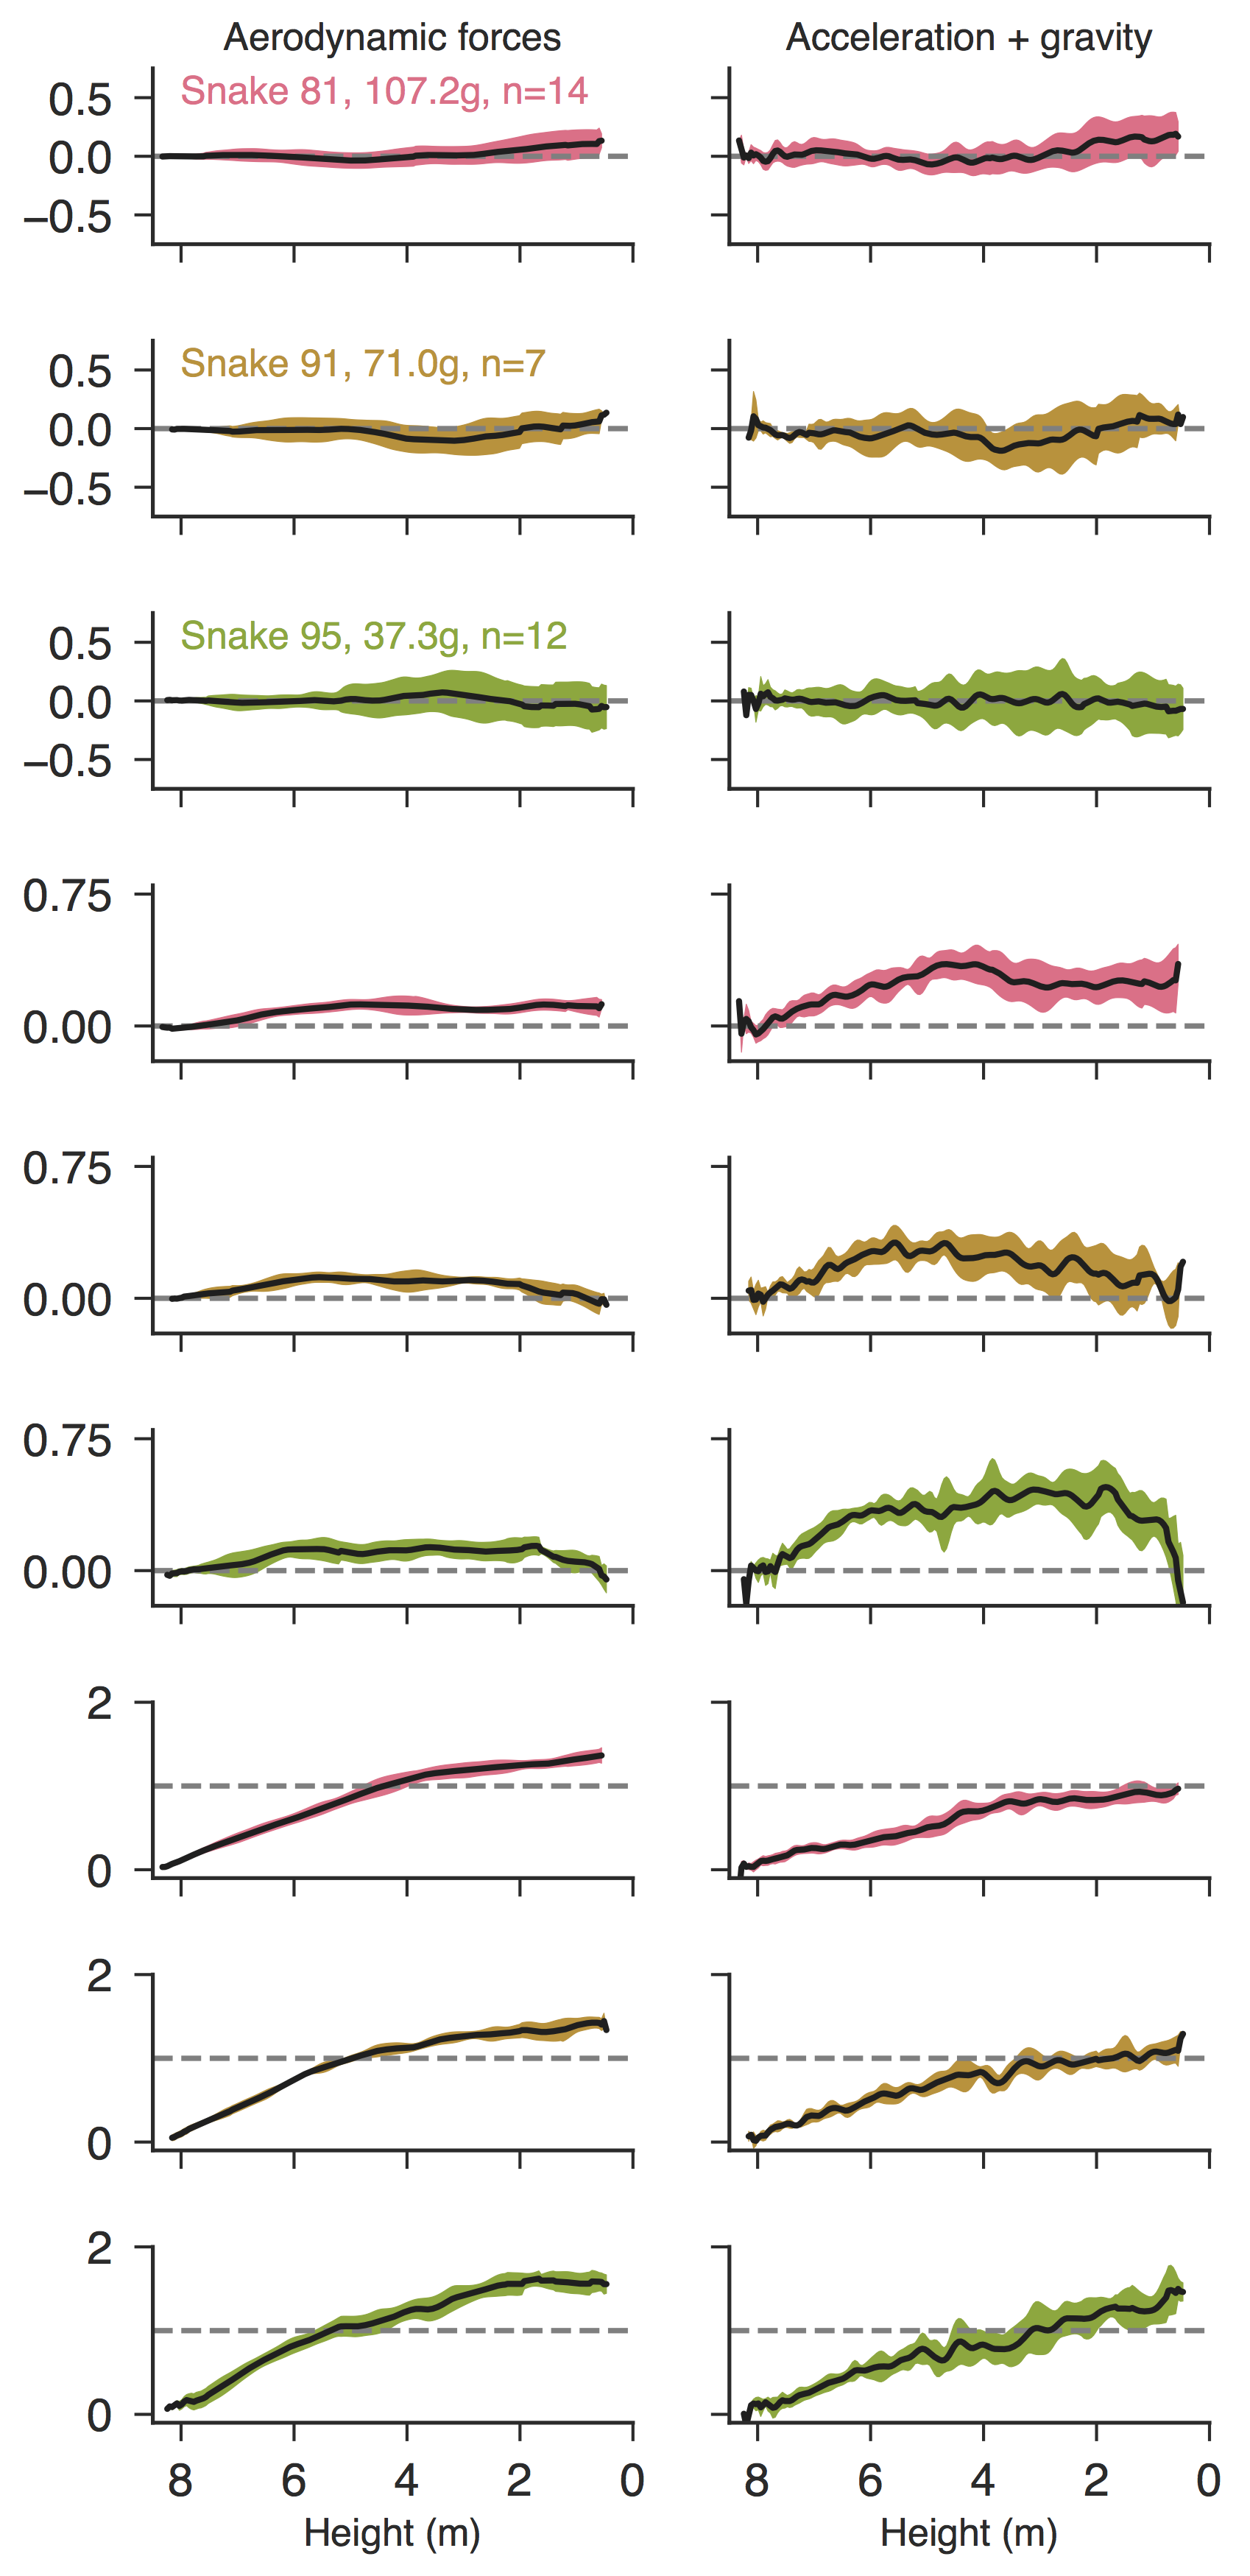 Aerodynamic forces
Acceleration + gravity
Snake 81, 107.2g, n=14
0.5
0.0
−0.5
Snake 91, 71.0g, n=7
0.5
0.0
−0.5
Snake 95, 37.3g, n=12
0.5
0.0
−0.5
0.75
0.00
0.75
0.00
0.75
0.00
2
0
2
0
2
0
8 6 4 2 0
8 6 4 2 0
Height (m)
Height (m)